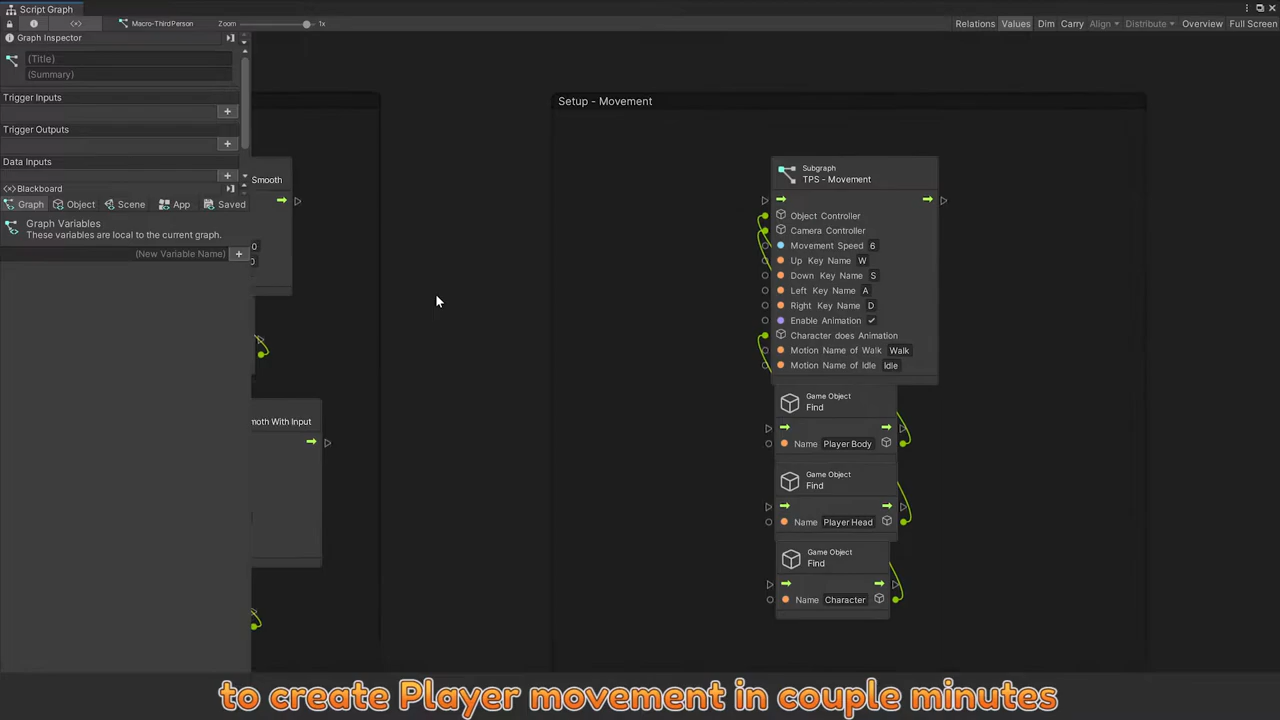 Script Graph
Macro-ThirdPerson
Zoom
1x
Relations
Values
Dim
Carry
Align
Distribute
Overview
Full Screen
Graph Inspector
(Title)
(Summary)
Trigger Inputs
Trigger Outputs
Data Inputs
Blackboard
Graph
Object
Scene
App
Saved
Graph Variables
These variables are local to the current graph.
(New Variable Name)
Smooth
0
0
moth With Input
Setup - Movement
Subgraph
TPS - Movement
Object Controller
Camera Controller
Movement Speed 6
Up Key Name W
Down Key Name S
Left Key Name A
Right Key Name D
Enable Animation
Character does Animation
Motion Name of Walk Walk
Motion Name of Idle Idle
Game Object
Find
Name Player Body
Game Object
Find
Name Player Head
Game Object
Find
Name Character
to create Player movement in couple minutes